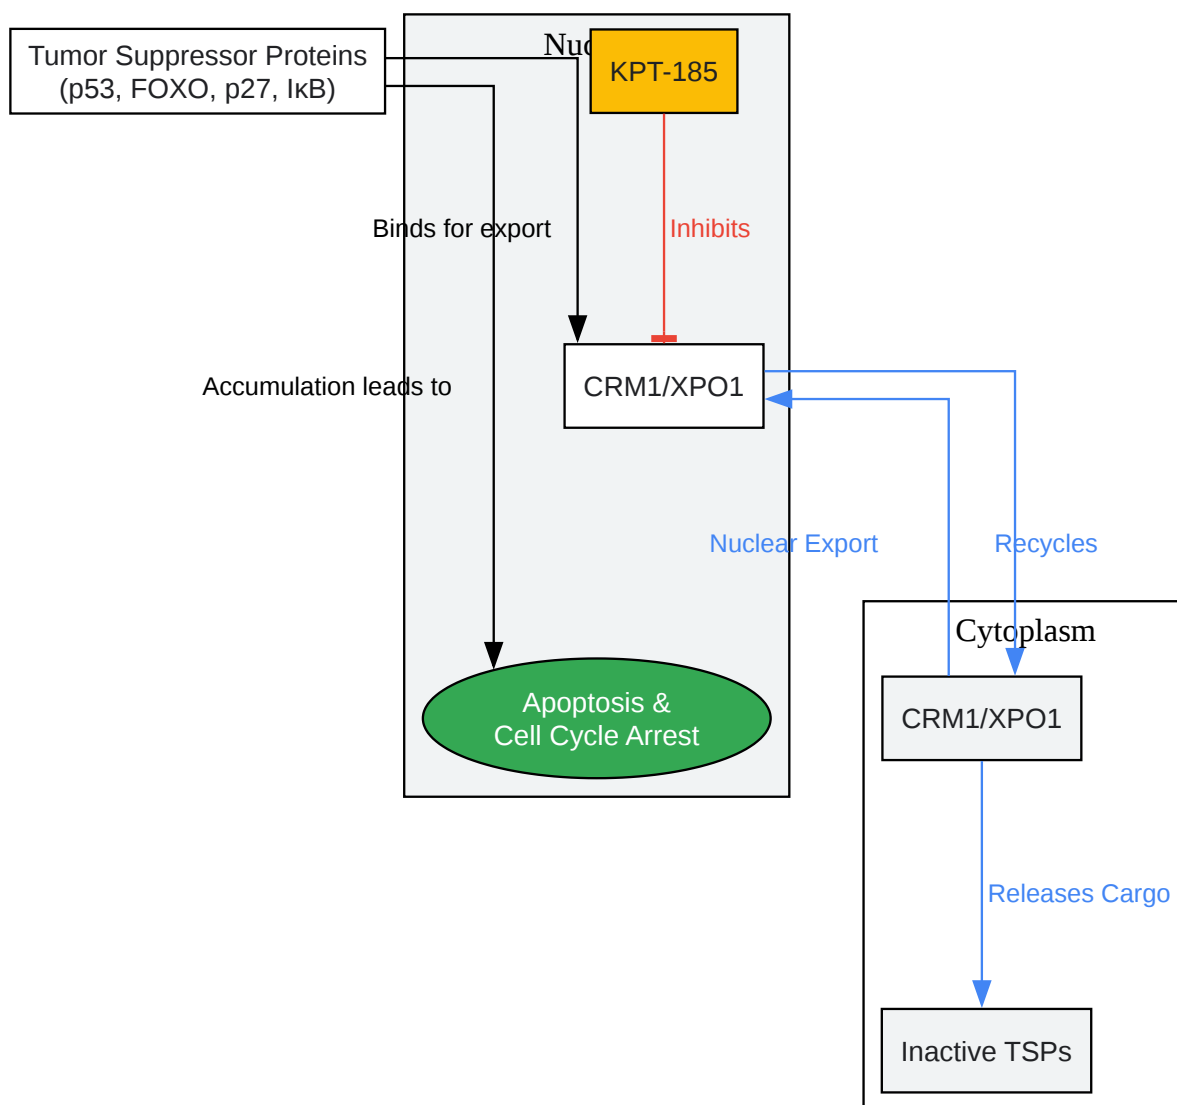 Tumor Suppressor Proteins
(p53, FOXO, p27, IκB)
Nuc
KPT-185
Binds for export
Inhibits
Accumulation leads to
CRM1/XPO1
Nuclear Export
Recycles
Cytoplasm
Apoptosis &
Cell Cycle Arrest
CRM1/XPO1
Releases Cargo
Inactive TSPs